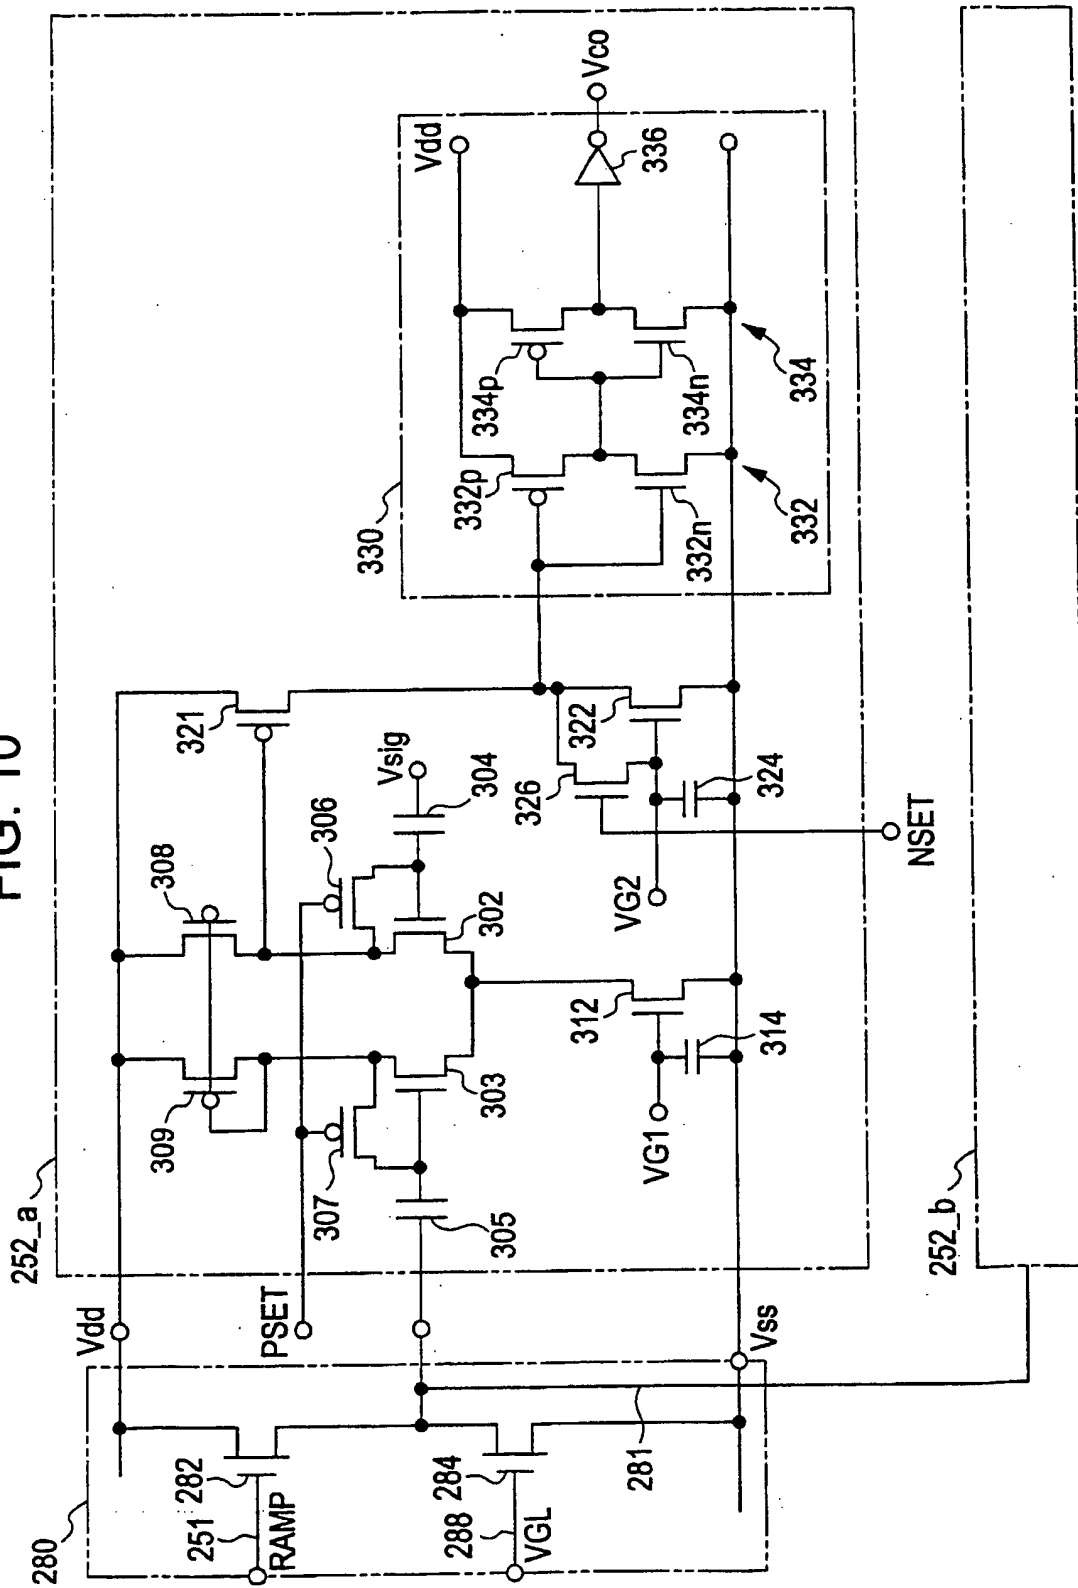 FIG. 10
252_a
280
Vdd
309
308
321
330
Vdd
282
251
RAMP
PSET
307
306
Vsig
304
332p
334p
Vco
305
303
302
336
284
288
VGL
281
VG1
312
314
VG2
326
322
324
332n
334n
Vss
332
334
NSET
252_b